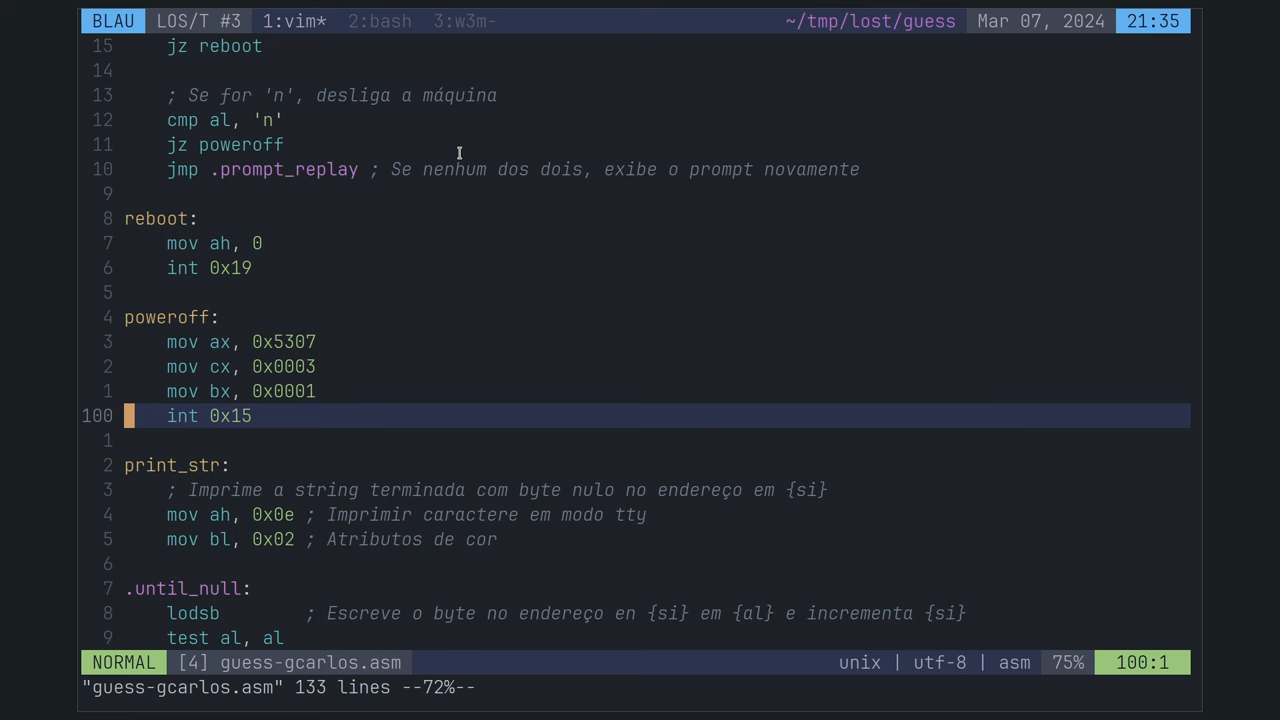 BLAU LOS/T #3 1:vim* 2:bash 3:w3m- ~/tmp/lost/guess Mar 07, 2024 21:35
15 jz reboot
14
13 ; Se for 'n', desliga a máquina
12 cmp al, 'n'
11 jz poweroff
10 jmp .prompt_replay ; Se nenhum dos dois, exibe o prompt novamente
9
8 reboot:
7 mov ah, 0
6 int 0x19
5
4 poweroff:
3 mov ax, 0x5307
2 mov cx, 0x0003
1 mov bx, 0x0001
100 int 0x15
1
2 print_str:
3 ; Imprime a string terminada com byte nulo no endereço em {si}
4 mov ah, 0x0e ; Imprimir caractere em modo tty
5 mov bl, 0x02 ; Atributos de cor
6
7 .until_null:
8 lodsb ; Escreve o byte no endereço en {si} em {al} e incrementa {si}
9 test al, al
NORMAL [4] guess-gcarlos.asm unix | utf-8 | asm 75% 100:1
"guess-gcarlos.asm" 133 lines --72%--